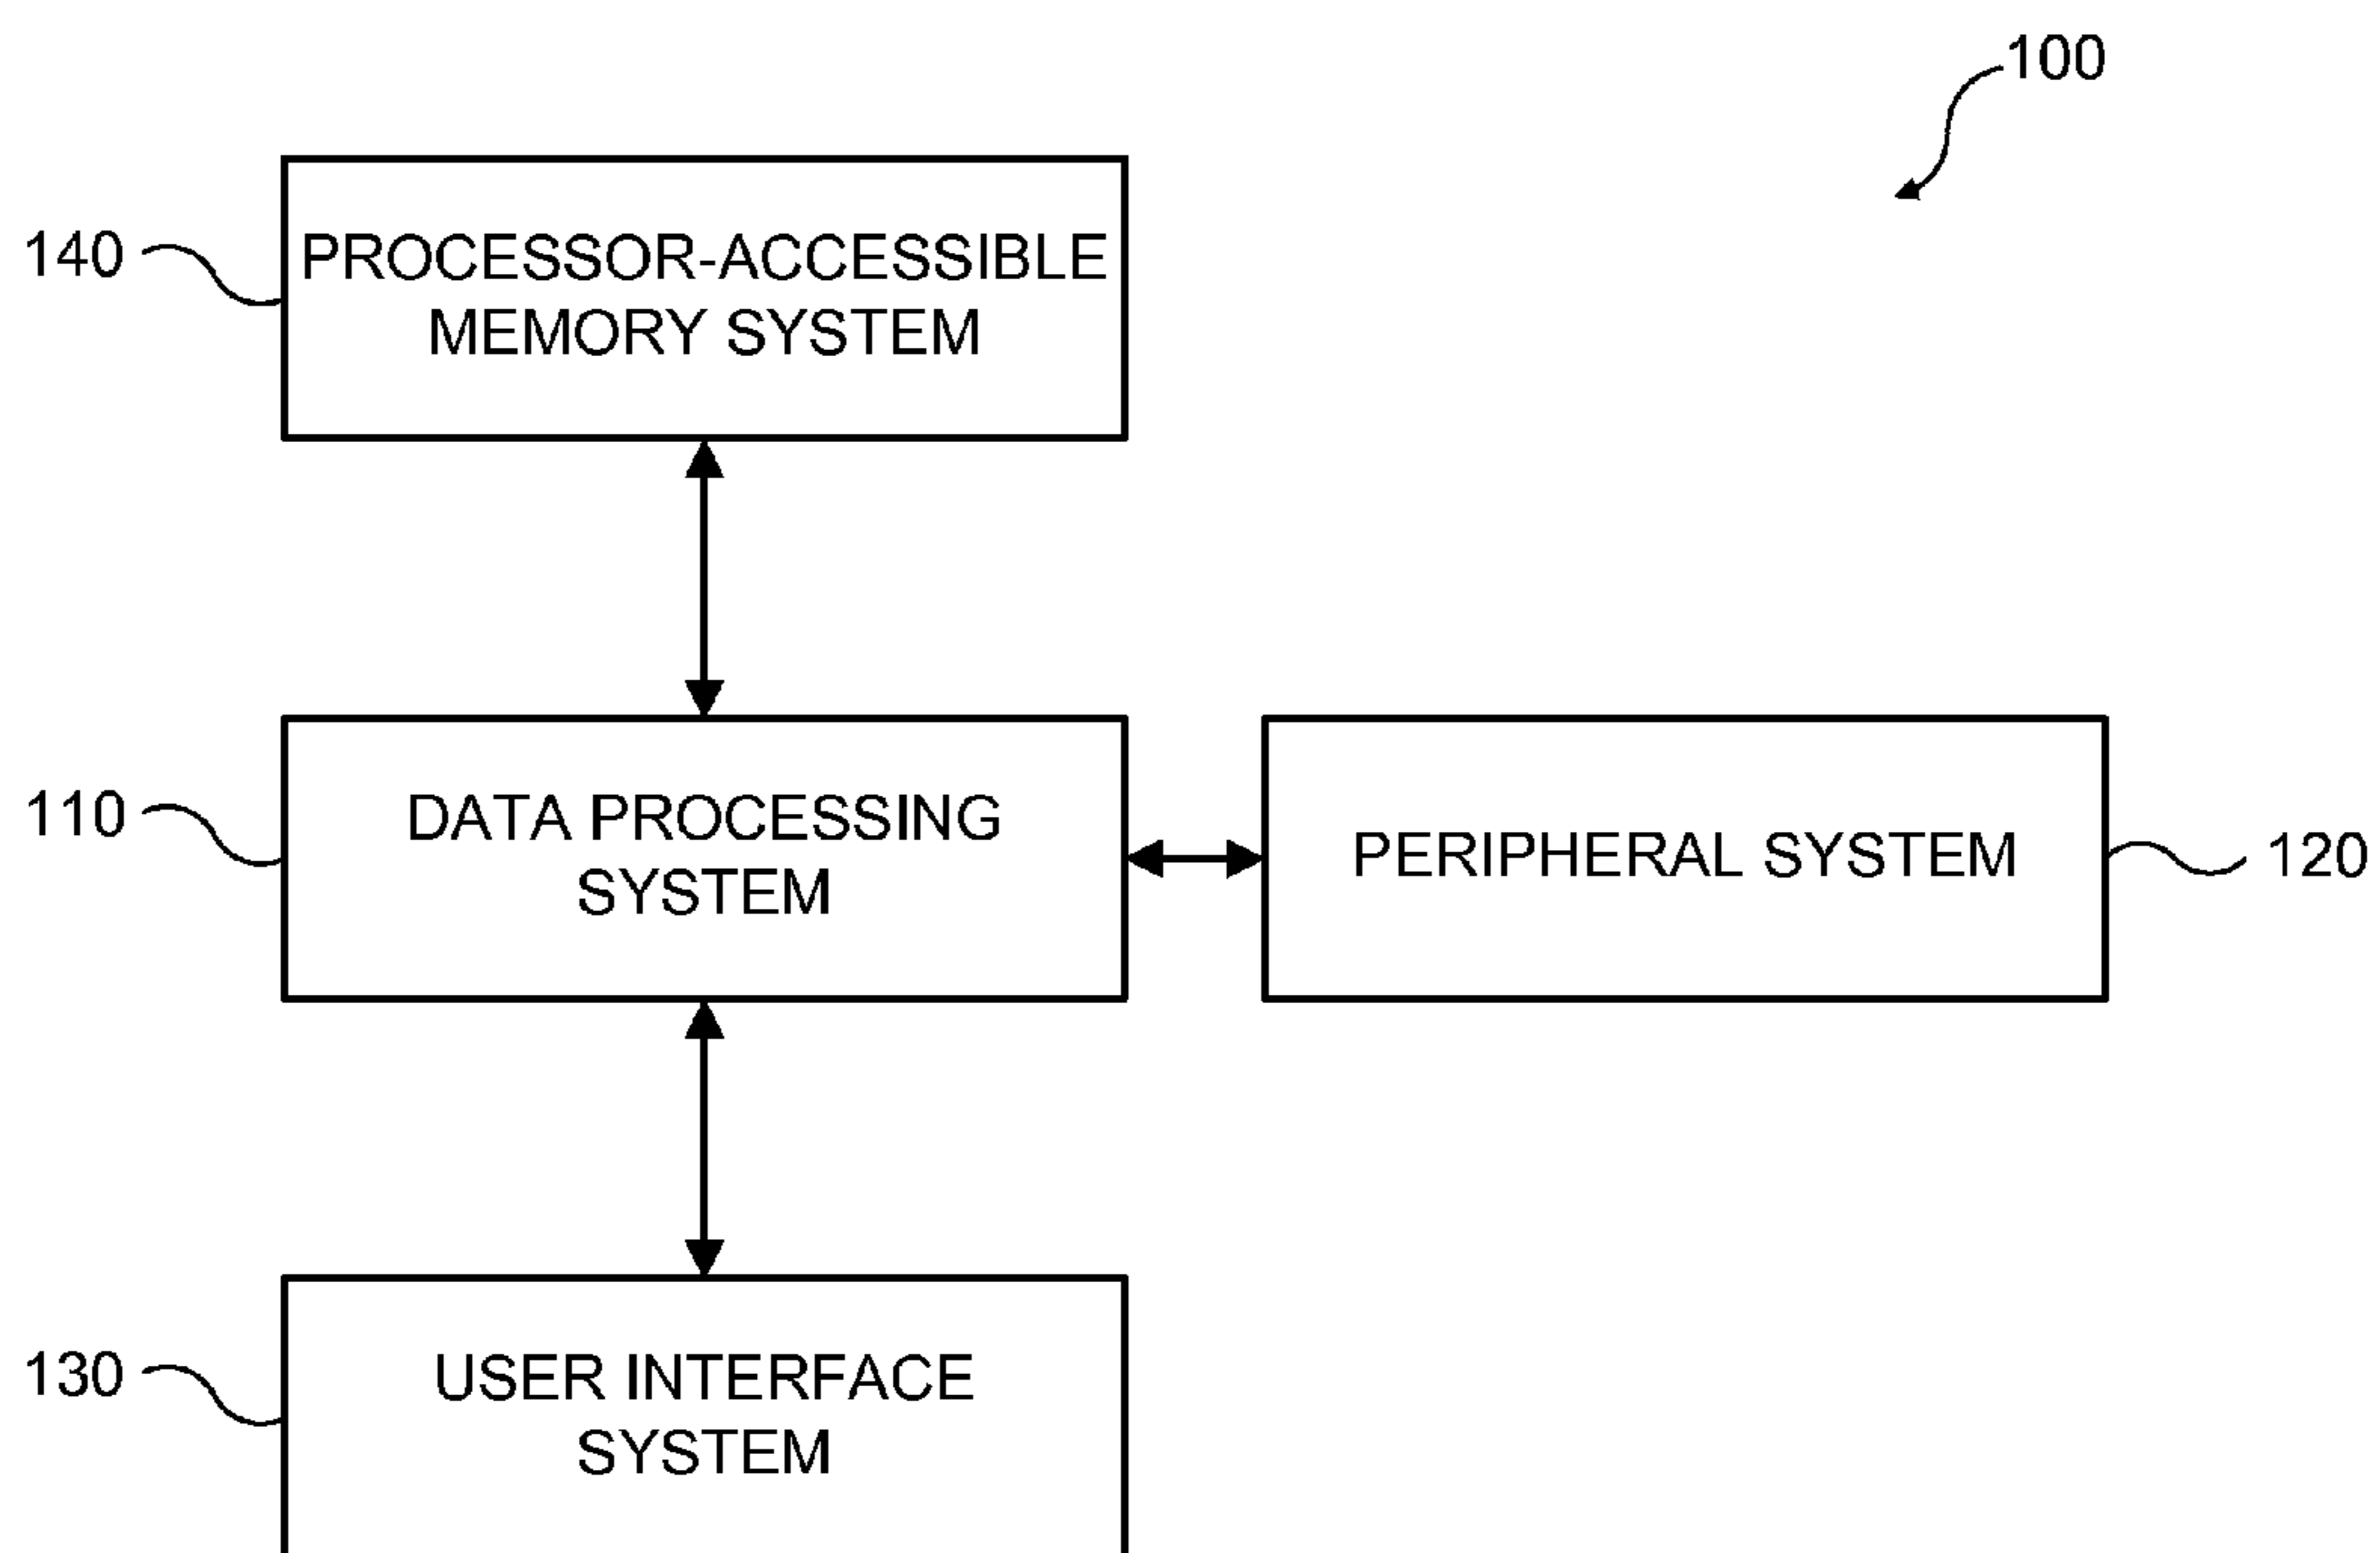 100
140
PROCESSOR-ACCESSIBLE
MEMORY SYSTEM
110
DATA PROCESSING
SYSTEM
PERIPHERAL SYSTEM
120
130
USER INTERFACE
SYSTEM